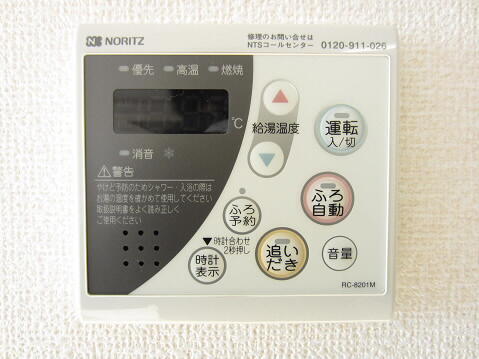 NORITZ
修理のお問い合せは
NTSコールセンター 0120-911-026
優先 高温 燃焼
℃
給湯温度
運転
入/切
消音
警告
やけど予防のためシャワー・入浴の際は
お湯の温度を確かめて使用してください
取扱説明書をよく読み正しく
ご使用ください
ふろ
自動
ふろ
予約
▼時計合わせ
2秒押し
時計
表示
追い
だき
音量
RC-8201M